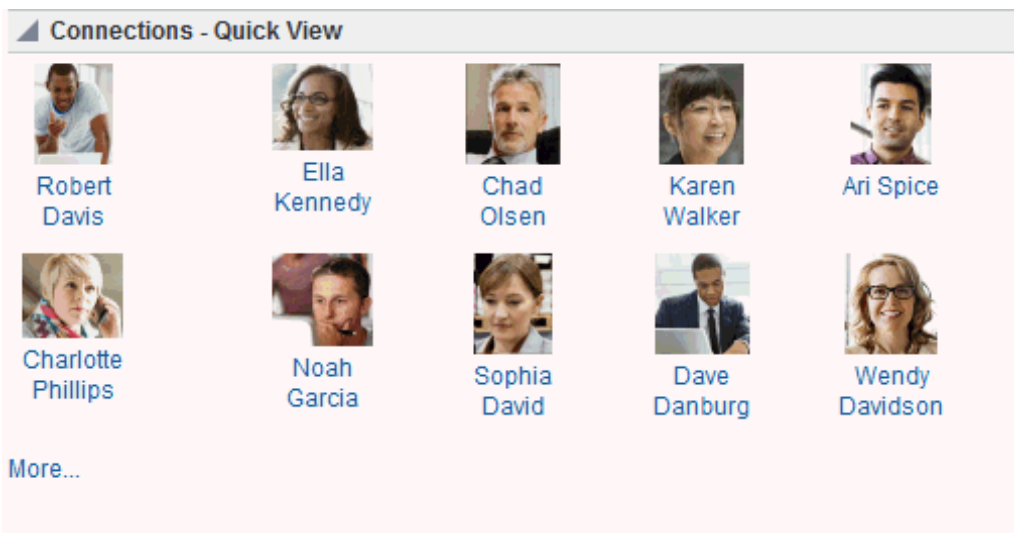 Connections - Quick View
Robert
Davis
Ella
Kennedy
Chad
Olsen
Karen
Walker
Ari Spice
Charlotte
Phillips
Noah
Garcia
Sophia
David
Dave
Danburg
Wendy
Davidson
More...